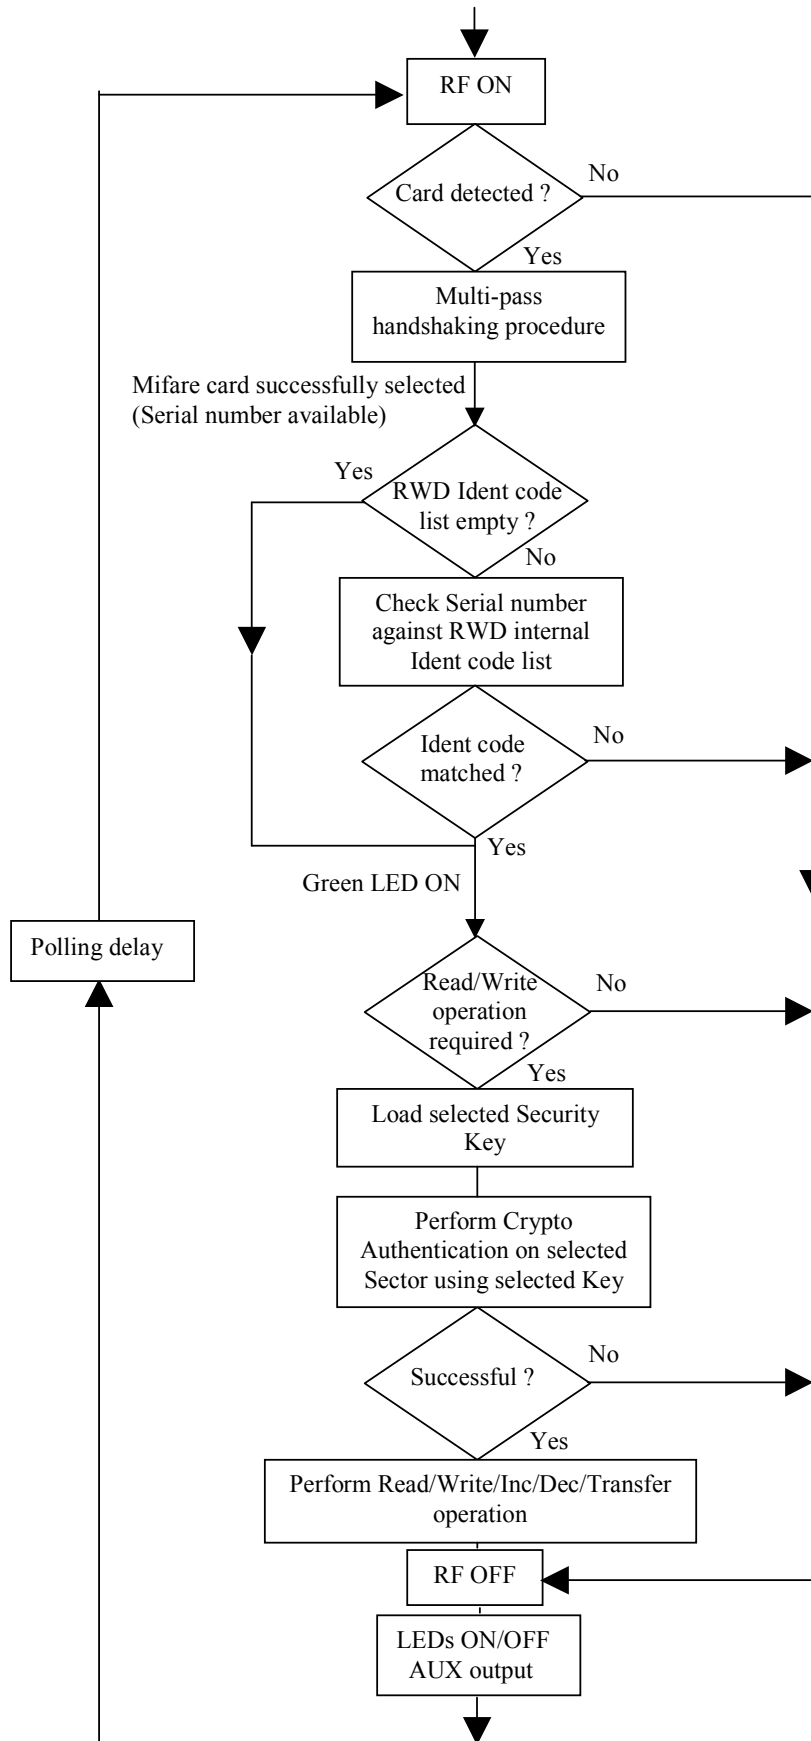 RF ON
No
Card detected ?
Yes
Multi-pass
handshaking procedure
Mifare card successfully selected
(Serial number available)
Yes
RWD Ident code
list empty ?
No
Check Serial number
against RWD internal
Ident code list
Ident code
matched ?
No
Yes
Green LED ON
Polling delay
Read/Write
operation
required ?
No
Yes
Load selected Security
Key
Perform Crypto
Authentication on selected
Sector using selected Key
No
Successful ?
Yes
Perform Read/Write/Inc/Dec/Transfer
operation
RF OFF
LEDs ON/OFF
AUX output